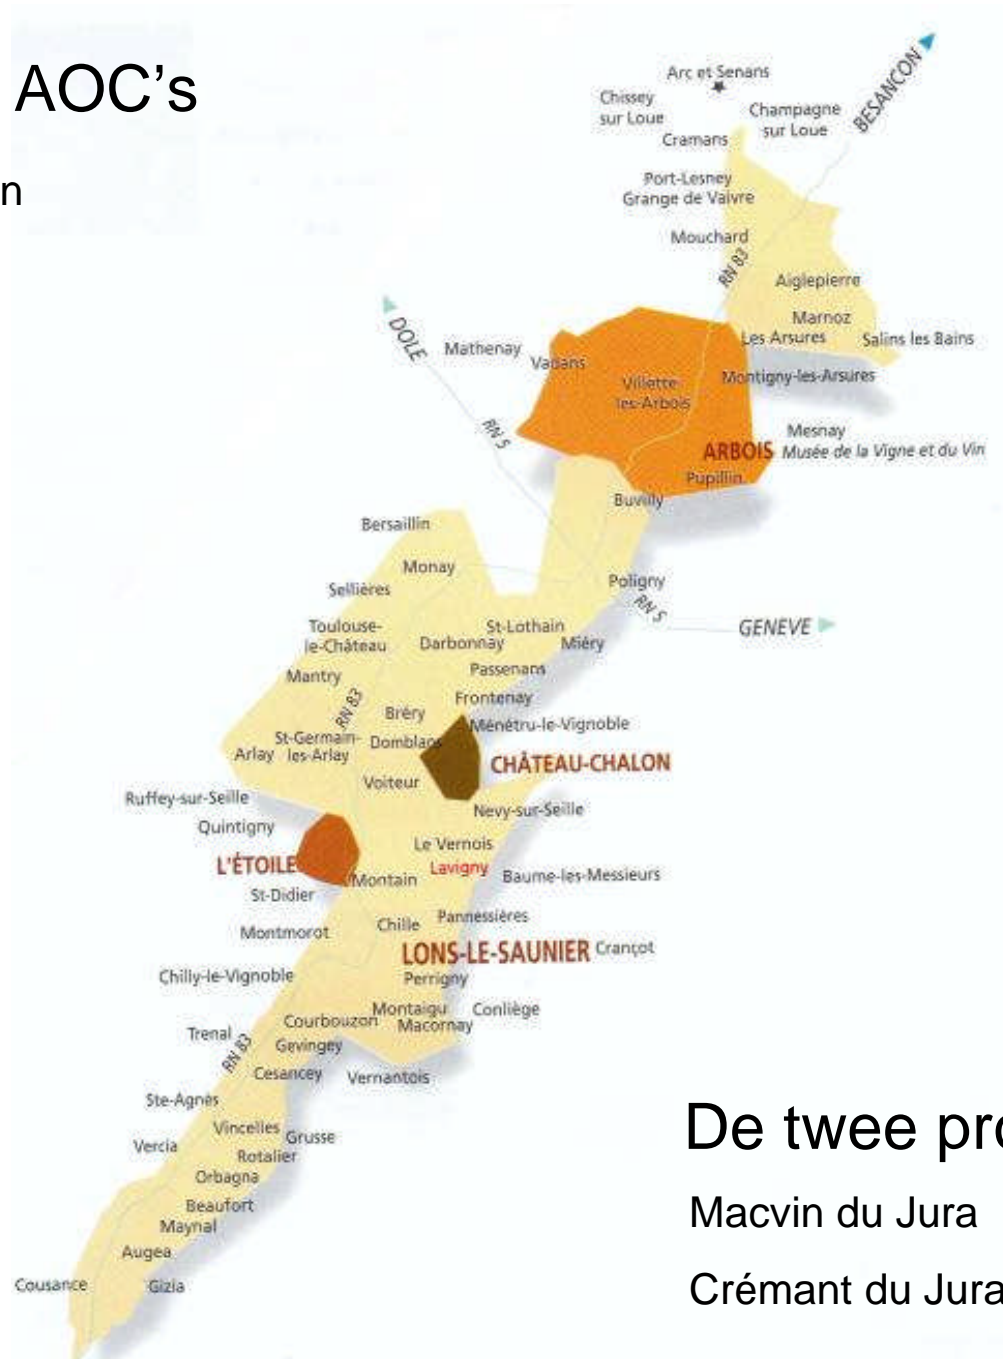 AOC's
n
Arc et Senans
BESANCON
Chissey
sur Loue
Champagne
sur Loue
Cramans
Port-Lesney
Grange de Vaivre
Mouchard
RN 83
Aiglepierre
Marnoz
Les Arsures
Salins les Bains
DOLE
Mathenay
Vadans
Villette
les-Arbois
Montigny-les-Arsures
RN 5
Mesnay
ARBOIS
Musée de la Vigne et du Vin
Pupillin
Buvilly
Bersaillin
Monay
Poligny
Sellières
RN 5
GENEVE
Toulouse-
le-Château
St-Lothain
Darbonnay
Miéry
Passenans
Mantry
Frontenay
RN 83
Bréry
Ménétru-le-Vignoble
St-Germain-
les-Arlay
Domblans
Arlay
CHÂTEAU-CHALON
Voiteur
Ruffey-sur-Seille
Nevy-sur-Seille
Quintigny
Le Vernois
L'ÉTOILE
Lavigny
Baume-les-Messieurs
Montain
St-Didier
Pannessières
Chille
Montmorot
LONS-LE-SAUNIER
Crançot
Chilly-le-Vignoble
Perrigny
Montaigu
Conliège
Courbouzon
Macornay
Trenal
RN 83
Gevingey
Cesancey
Vernantois
Ste-Agnès
Vincelles
Grusse
Vercia
Rotalier
Orbagna
Beaufort
Maynal
Augea
Cousance
Gizia
De twee pro
Macvin du Jura
Crémant du Jura